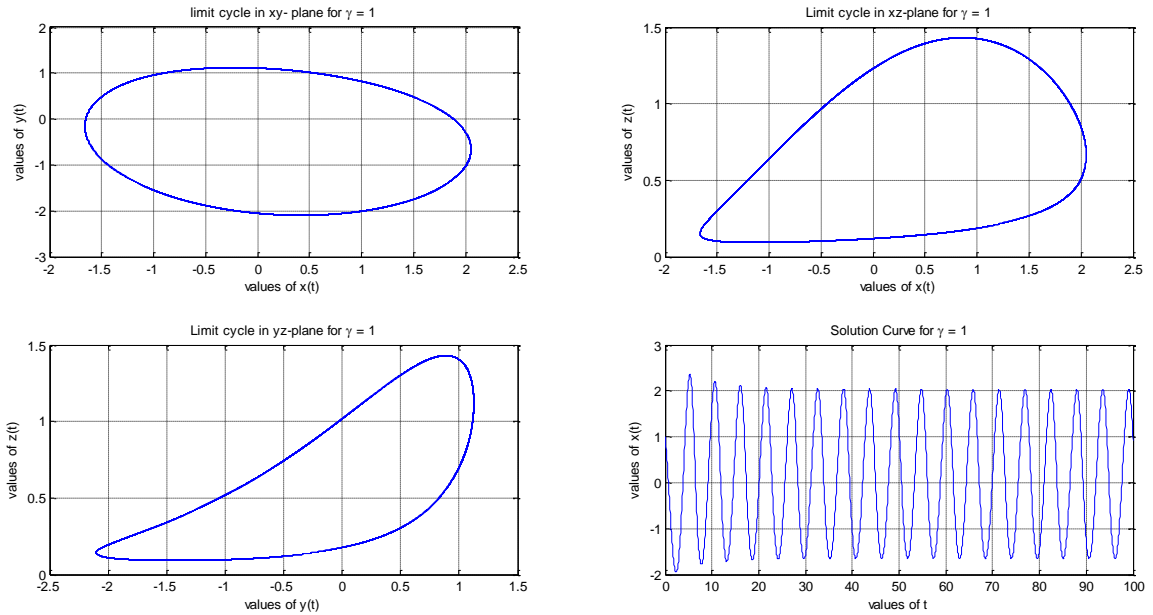 limit cycle in xy- plane for γ = 1
2
1
0
-1
-2
-3
values of y(t)
-2 -1.5 -1 -0.5 0 0.5 1 1.5 2 2.5
values of x(t)
Limit cycle in xz-plane for γ = 1
1.5
1
0.5
0
values of z(t)
-2 -1.5 -1 -0.5 0 0.5 1 1.5 2 2.5
values of x(t)
Limit cycle in yz-plane for γ = 1
1.5
1
0.5
0
values of z(t)
-2.5 -2 -1.5 -1 -0.5 0 0.5 1 1.5
values of y(t)
Solution Curve for γ = 1
3
2
1
0
-1
-2
values of x(t)
0 10 20 30 40 50 60 70 80 90 100
values of t